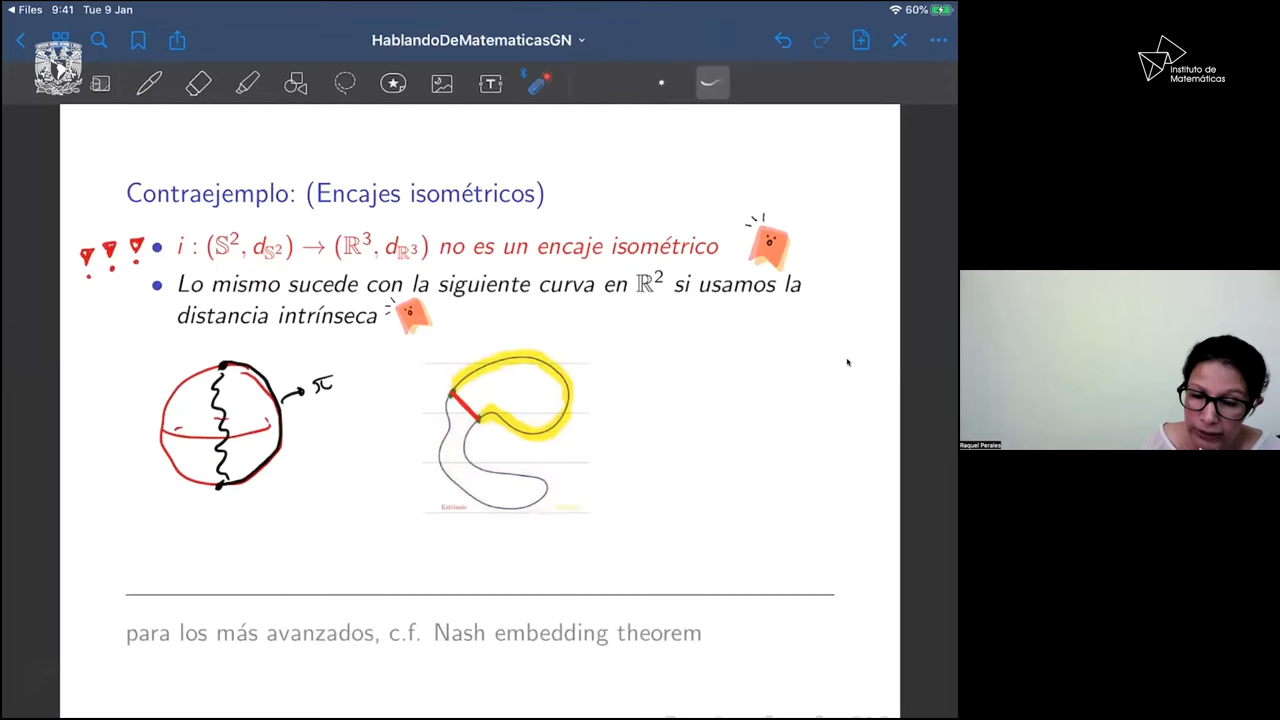 Files 9:41 Tue 9 Jan 60%
HablandoDeMatematicasGN
Instituto de
Matemáticas
Contraejemplo: (Encajes isométricos)
!!! • i : (𝕊², d_𝕊²) → (ℝ³, d_ℝ³) no es un encaje isométrico
• Lo mismo sucede con la siguiente curva en ℝ² si usamos la
distancia intrínseca
π
Raquel Perales
para los más avanzados, c.f. Nash embedding theorem